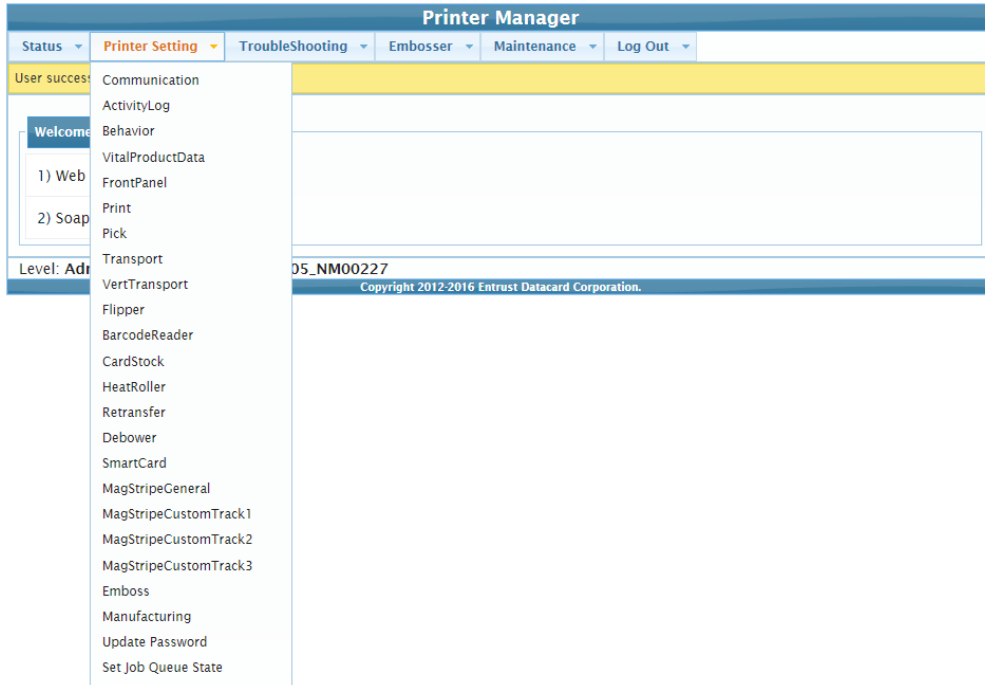 Printer Manager
Status Printer Setting TroubleShooting Embosser Maintenance Log Out
User success
Communication
ActivityLog
Welcome
Behavior
VitalProductData
1) Web
FrontPanel
Print
2) Soap
Pick
Transport
Level: Adr 05_NM00227
VertTransport
Copyright 2012-2016 Entrust Datacard Corporation.
Flipper
BarcodeReader
CardStock
HeatRoller
Retransfer
Debower
SmartCard
MagStripeGeneral
MagStripeCustomTrack1
MagStripeCustomTrack2
MagStripeCustomTrack3
Emboss
Manufacturing
Update Password
Set Job Queue State